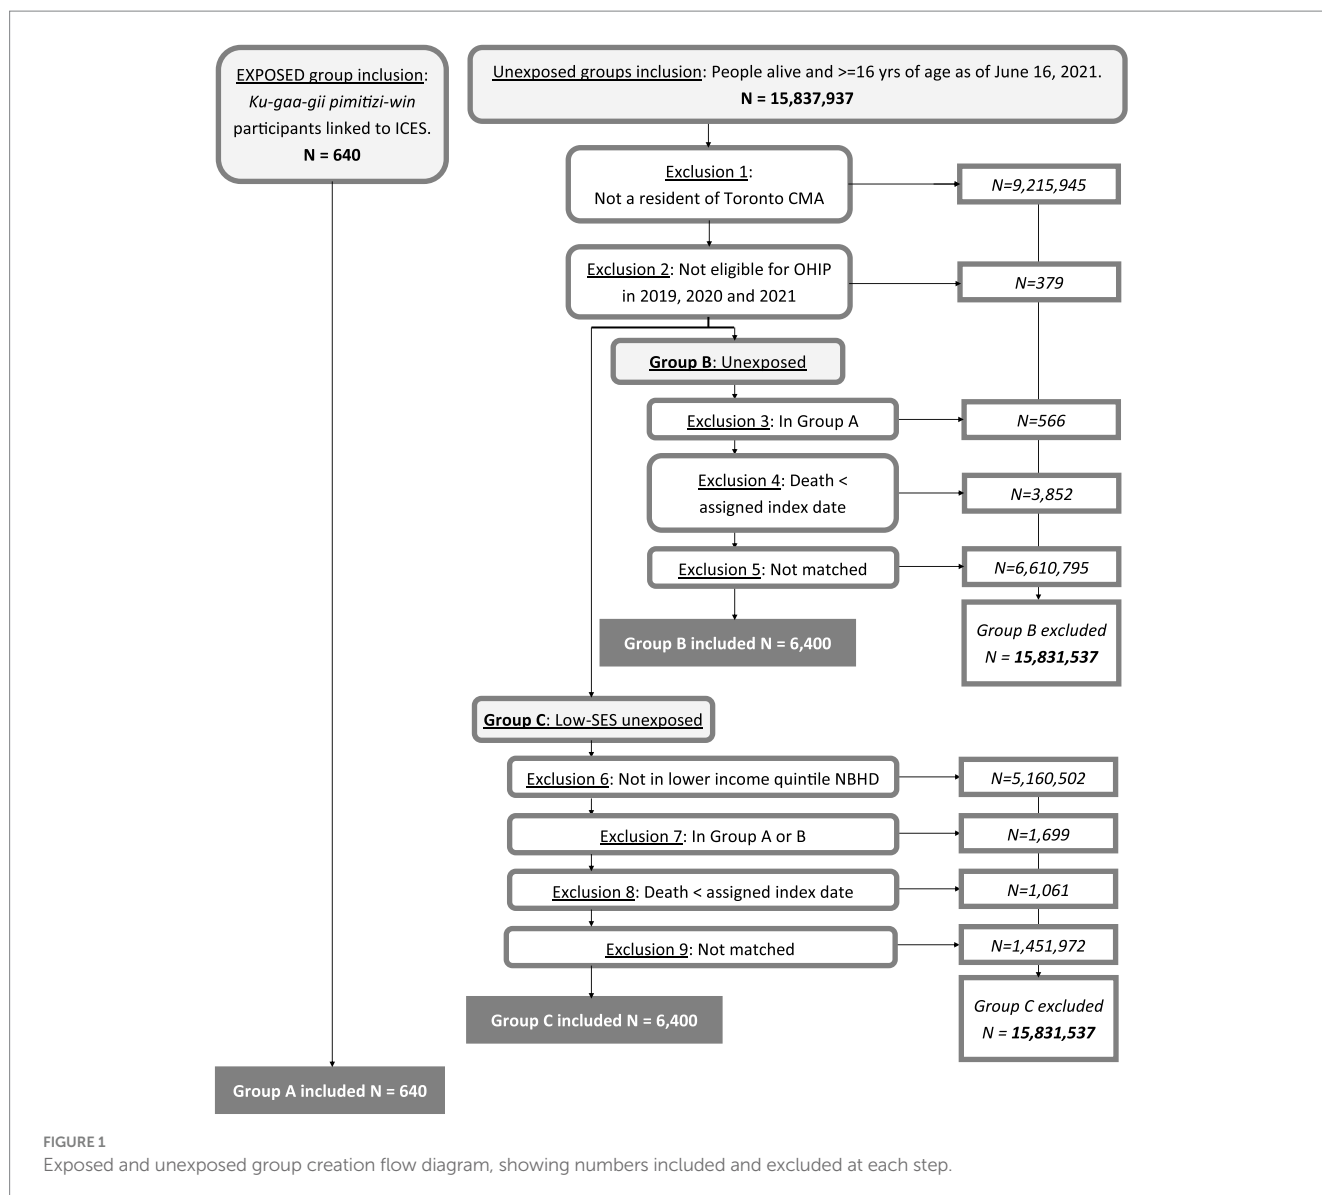 EXPOSED group inclusion:
Ku-gaa-gii pimitizi-win
participants linked to ICES.
N = 640
Unexposed groups inclusion: People alive and >=16 yrs of age as of June 16, 2021.
N = 15,837,937
Exclusion 1:
Not a resident of Toronto CMA
N=9,215,945
Exclusion 2: Not eligible for OHIP
in 2019, 2020 and 2021
N=379
Group B: Unexposed
Exclusion 3: In Group A
N=566
Exclusion 4: Death <
assigned index date
N=3,852
Exclusion 5: Not matched
N=6,610,795
Group B included N = 6,400
Group B excluded
N = 15,831,537
Group C: Low-SES unexposed
Exclusion 6: Not in lower income quintile NBHD
N=5,160,502
Exclusion 7: In Group A or B
N=1,699
Exclusion 8: Death < assigned index date
N=1,061
Exclusion 9: Not matched
N=1,451,972
Group C included N = 6,400
Group C excluded
N = 15,831,537
Group A included N = 640
FIGURE 1
Exposed and unexposed group creation flow diagram, showing numbers included and excluded at each step.